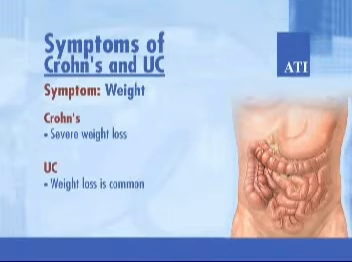 Symptoms of
Crohn's and UC
ATI
Symptom: Weight
Crohn's
• Severe weight loss
UC
• Weight loss is common